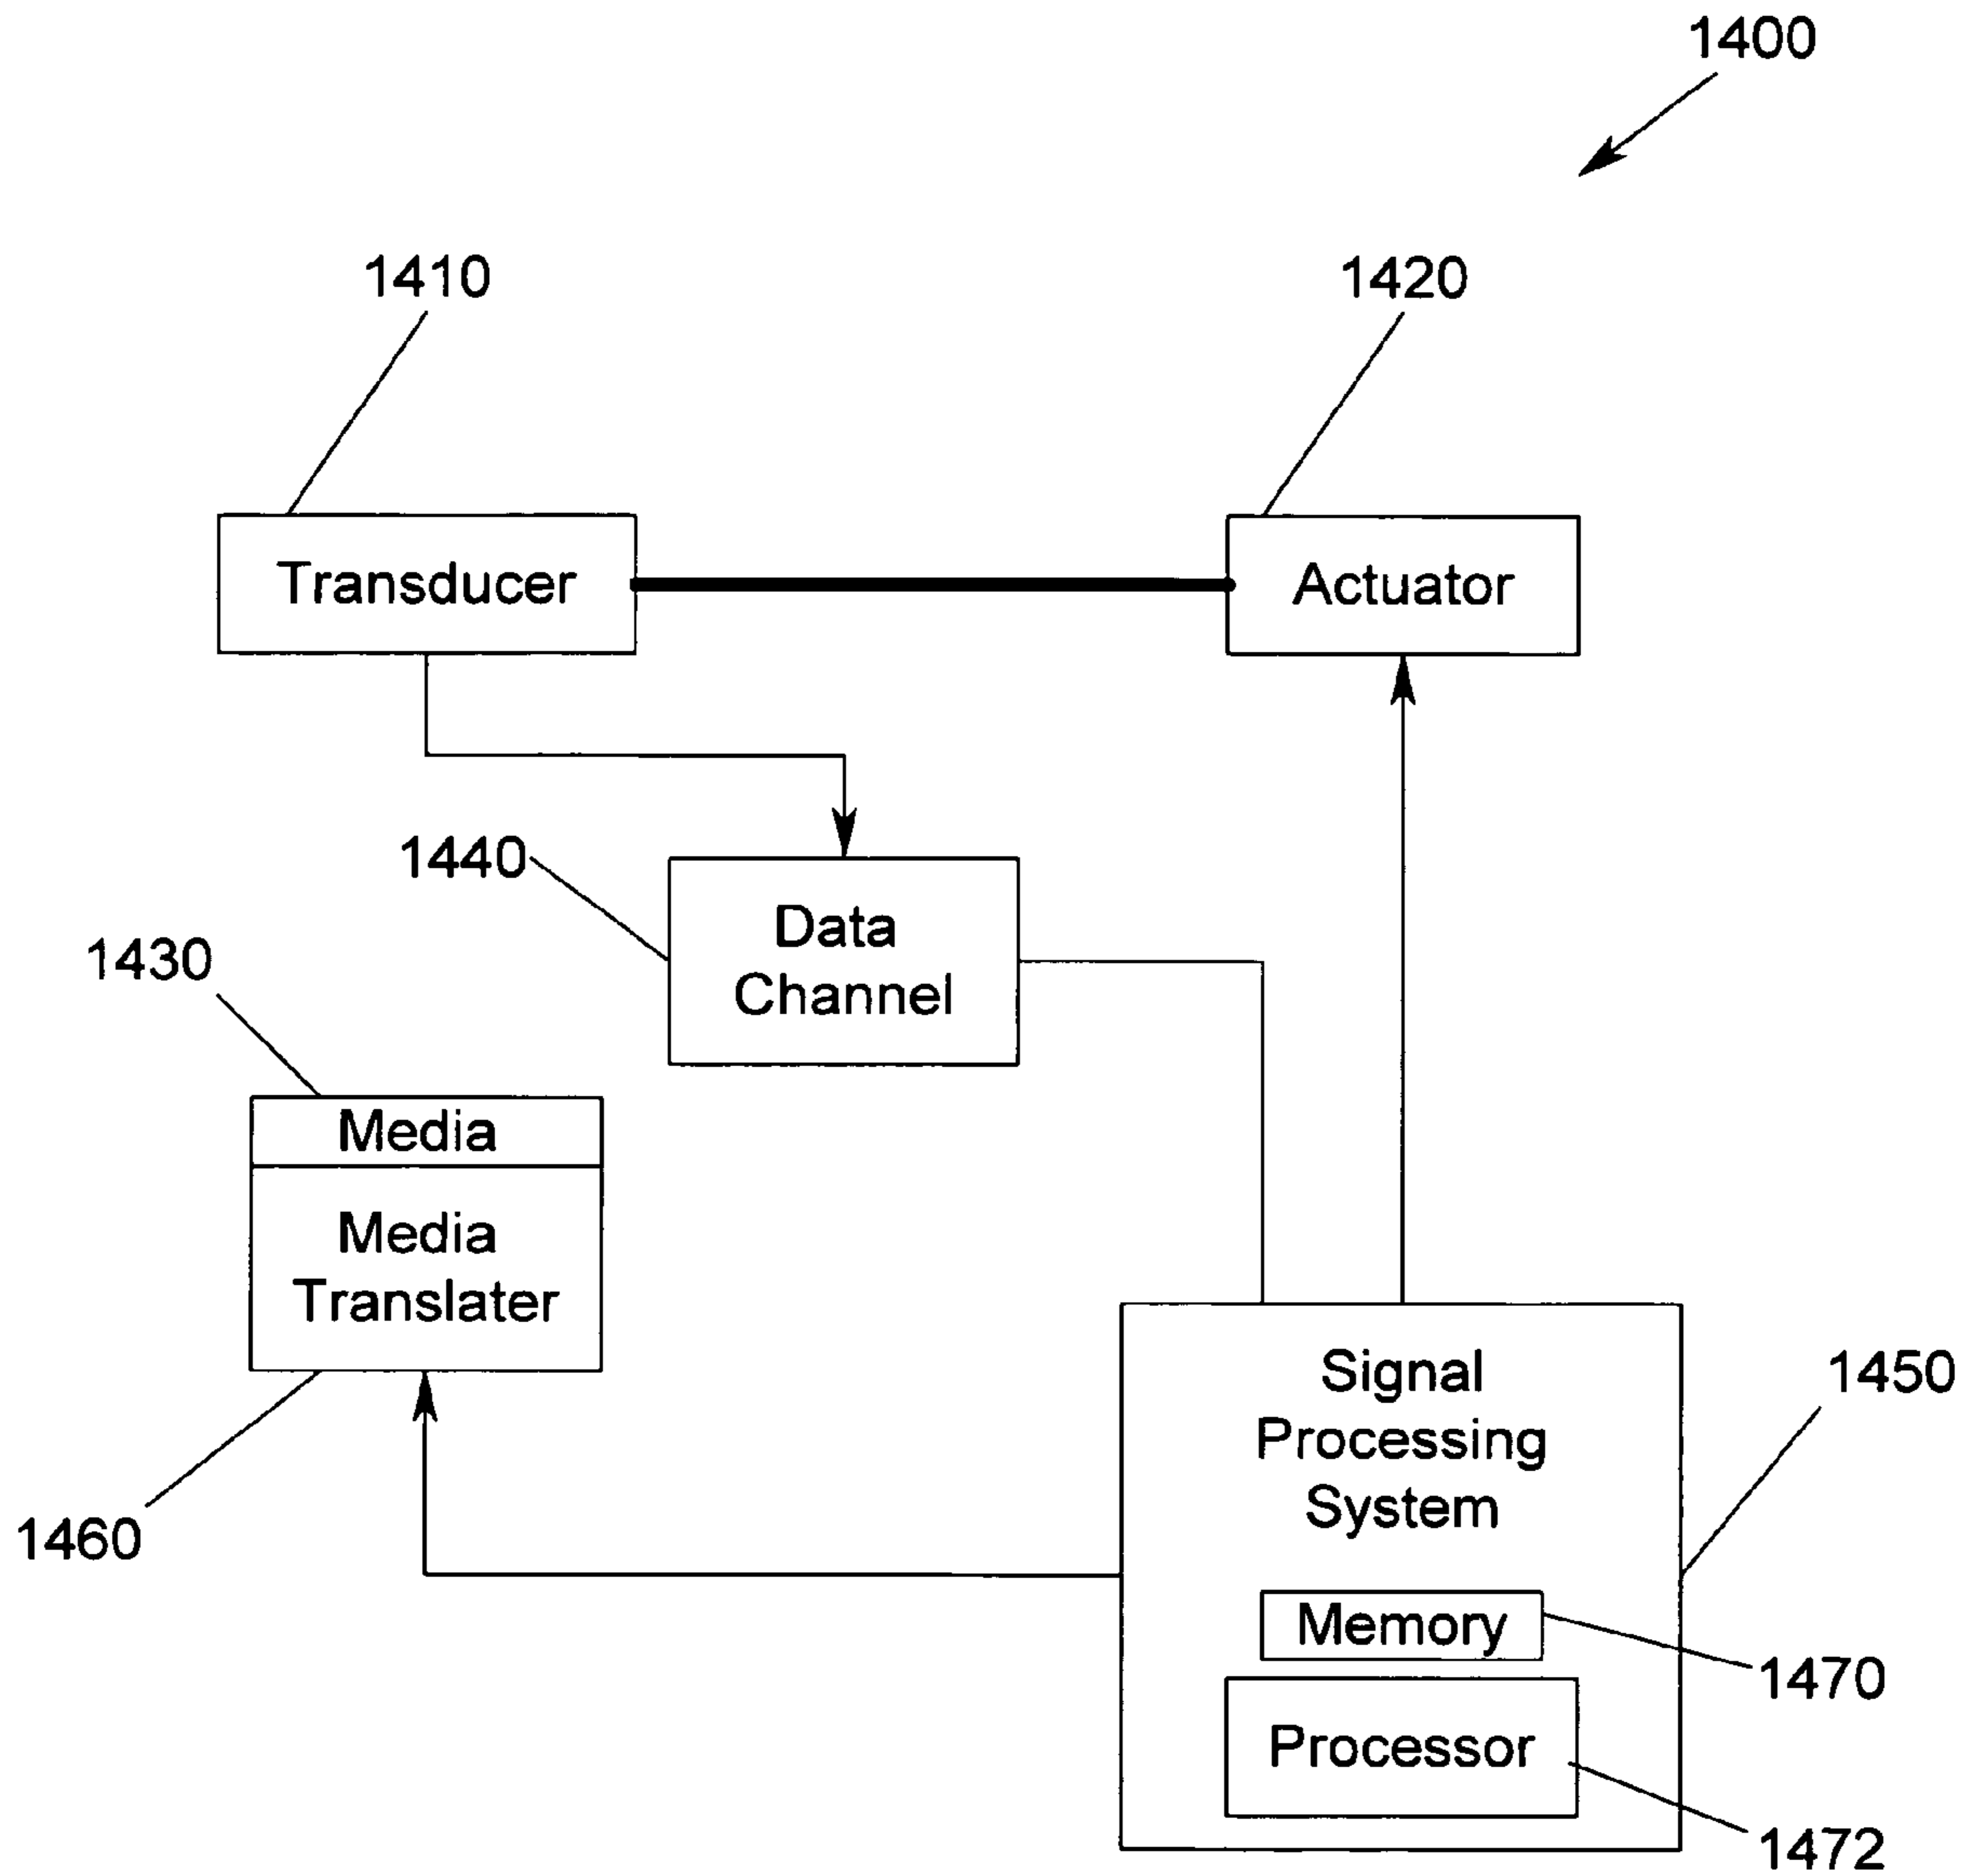 1400
1410
1420
Transducer
Actuator
1440
Data
Channel
1430
Media
Media
Translater
1460
Signal
Processing
System
1450
Memory
1470
Processor
1472